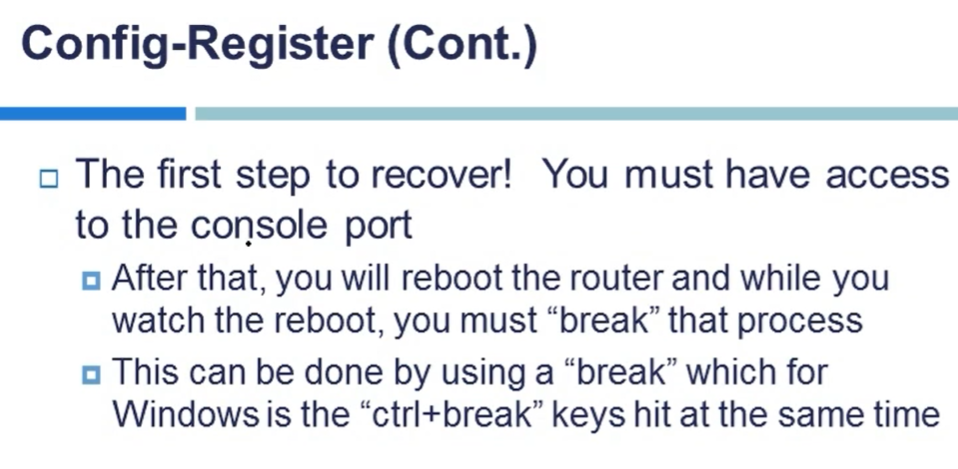 Config-Register (Cont.)
The first step to recover! You must have access
to the console port
After that, you will reboot the router and while you
watch the reboot, you must “break” that process
This can be done by using a “break” which for
Windows is the “ctrl+break” keys hit at the same time